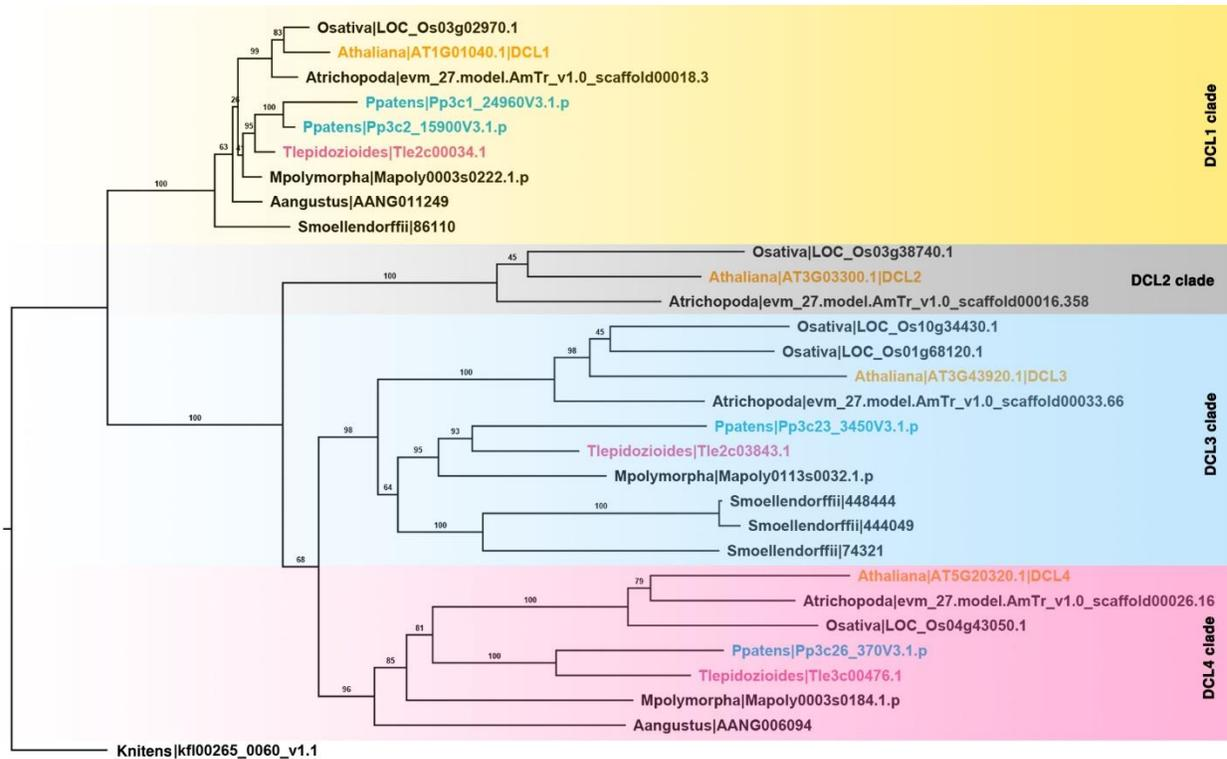 Osativa|LOC_Os03g02970.1
83
Athaliana|AT1G01040.1|DCL1
99
Atrichopoda|evm_27.model.AmTr_v1.0_scaffold00018.3
26
Ppatens|Pp3c1_24960V3.1.p
100
Ppatens|Pp3c2_15900V3.1.p
95
Tlepidozioides|Tle2c00034.1
63
Mpolymorpha|Mapoly0003s0222.1.p
100
Aangustus|AANG011249
Smoellendorffii|86110
DCL1 clade
Osativa|LOC_Os03g38740.1
45
Athaliana|AT3G03300.1|DCL2
100
Atrichopoda|evm_27.model.AmTr_v1.0_scaffold00016.358
DCL2 clade
Osativa|LOC_Os10g34430.1
45
Osativa|LOC_Os01g68120.1
98
Athaliana|AT3G43920.1|DCL3
100
Atrichopoda|evm_27.model.AmTr_v1.0_scaffold00033.66
100
Ppatens|Pp3c23_3450V3.1.p
98
93
Tlepidozioides|Tle2c03843.1
95
Mpolymorpha|Mapoly0113s0032.1.p
64
Smoellendorffii|448444
100
Smoellendorffii|444049
100
Smoellendorffii|74321
DCL3 clade
68
Athaliana|AT5G20320.1|DCL4
79
Atrichopoda|evm_27.model.AmTr_v1.0_scaffold00026.16
100
Osativa|LOC_Os04g43050.1
81
Ppatens|Pp3c26_370V3.1.p
100
Tlepidozioides|Tle3c00476.1
85
Mpolymorpha|Mapoly0003s0184.1.p
96
Aangustus|AANG006094
DCL4 clade
Knitens|kfl00265_0060_v1.1